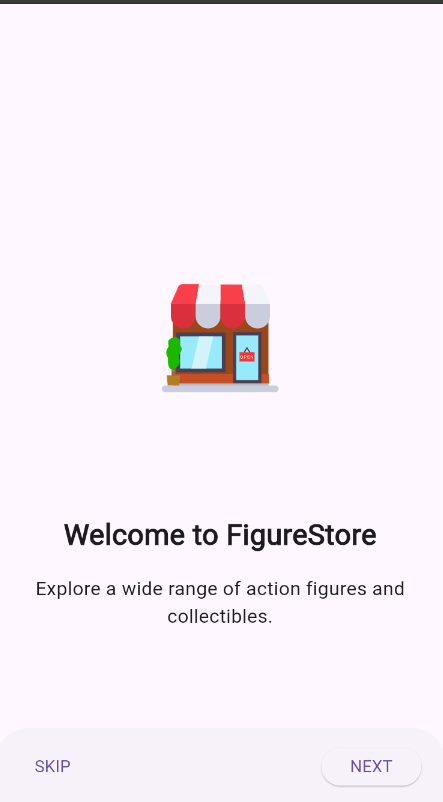 OPEN
Welcome to FigureStore
Explore a wide range of action figures and
collectibles.
SKIP
NEXT